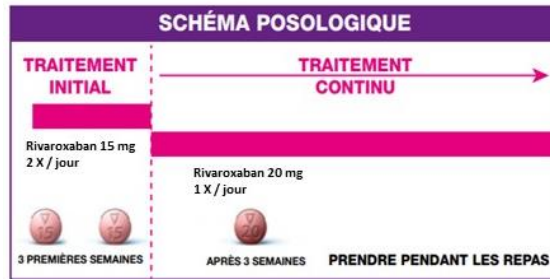 SCHÉMA POSOLOGIQUE
TRAITEMENT
INITIAL
TRAITEMENT
CONTINU
Rivaroxaban 15 mg
2 X / jour
Rivaroxaban 20 mg
1 X / jour
15
15
20
3 PREMIÈRES SEMAINES
APRÈS 3 SEMAINES
PRENDRE PENDANT LES REPAS